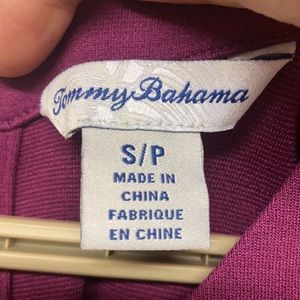 Tommy Bahama
S/P
MADE IN
CHINA
FABRIQUE
EN CHINE